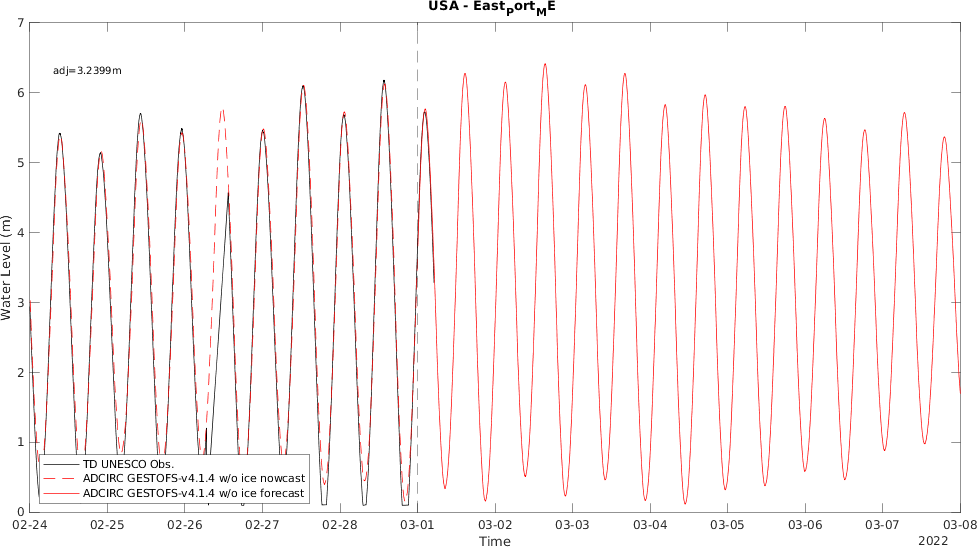 USA - EastPortME
7
6
5
4
3
2
1
0
adj=3.2399m
Water Level (m)
TD UNESCO Obs.
ADCIRC GESTOFS-v4.1.4 w/o ice nowcast
ADCIRC GESTOFS-v4.1.4 w/o ice forecast
02-24 02-25 02-26 02-27 02-28 03-01 03-02 03-03 03-04 03-05 03-06 03-07 03-08
Time
2022